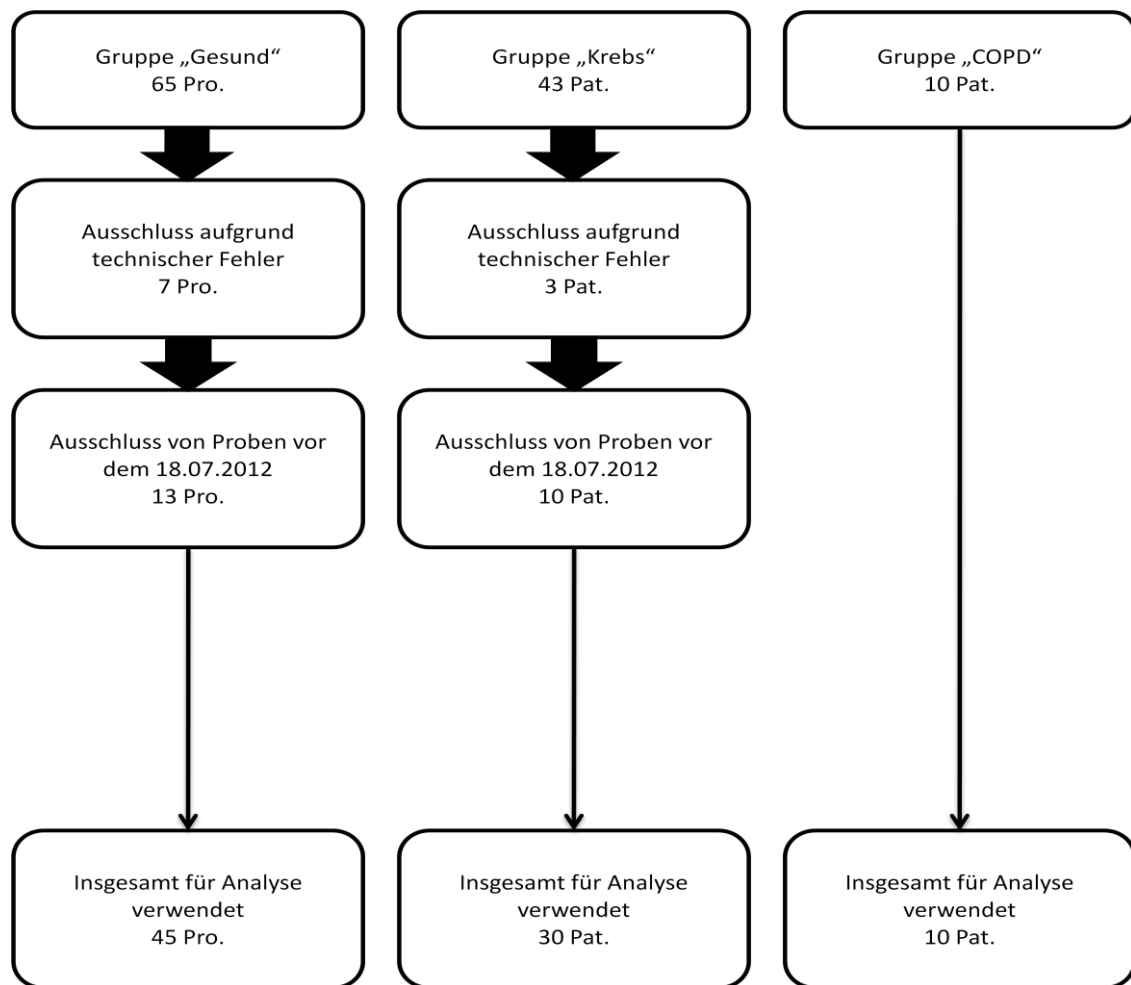 Gruppe „Gesund“
65 Pro.
Gruppe „Krebs“
43 Pat.
Gruppe „COPD“
10 Pat.
Ausschluss aufgrund
technischer Fehler
7 Pro.
Ausschluss aufgrund
technischer Fehler
3 Pat.
Ausschluss von Proben vor
dem 18.07.2012
13 Pro.
Ausschluss von Proben vor
dem 18.07.2012
10 Pat.
Insgesamt für Analyse
verwendet
45 Pro.
Insgesamt für Analyse
verwendet
30 Pat.
Insgesamt für Analyse
verwendet
10 Pat.